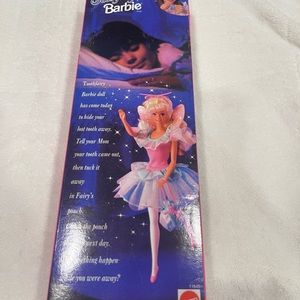 Barbie
Toothfairy
Barbie doll
has come today
to hide your
lost tooth away.
Tell your Mom
your tooth came out,
then tuck it
away
in Fairy's
pouch.
the pouch
next day.
happen
you were away?